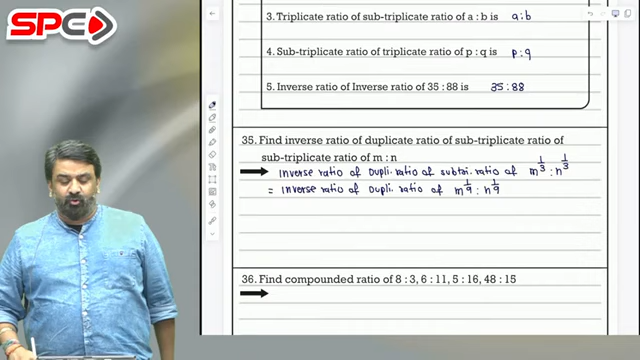 SPC
3. Triplicate ratio of sub-triplicate ratio of a : b is a:b
4. Sub-triplicate ratio of triplicate ratio of p : q is p:q
5. Inverse ratio of Inverse ratio of 35 : 88 is 35:88
35. Find inverse ratio of duplicate ratio of sub-triplicate ratio of
sub-triplicate ratio of m : n
Inverse ratio of Dupli. ratio of subtri. ratio of m^1/3 : n^1/3
= Inverse ratio of Dupli. ratio of m^1/9 : n^1/9
36. Find compounded ratio of 8 : 3, 6 : 11, 5 : 16, 48 : 15